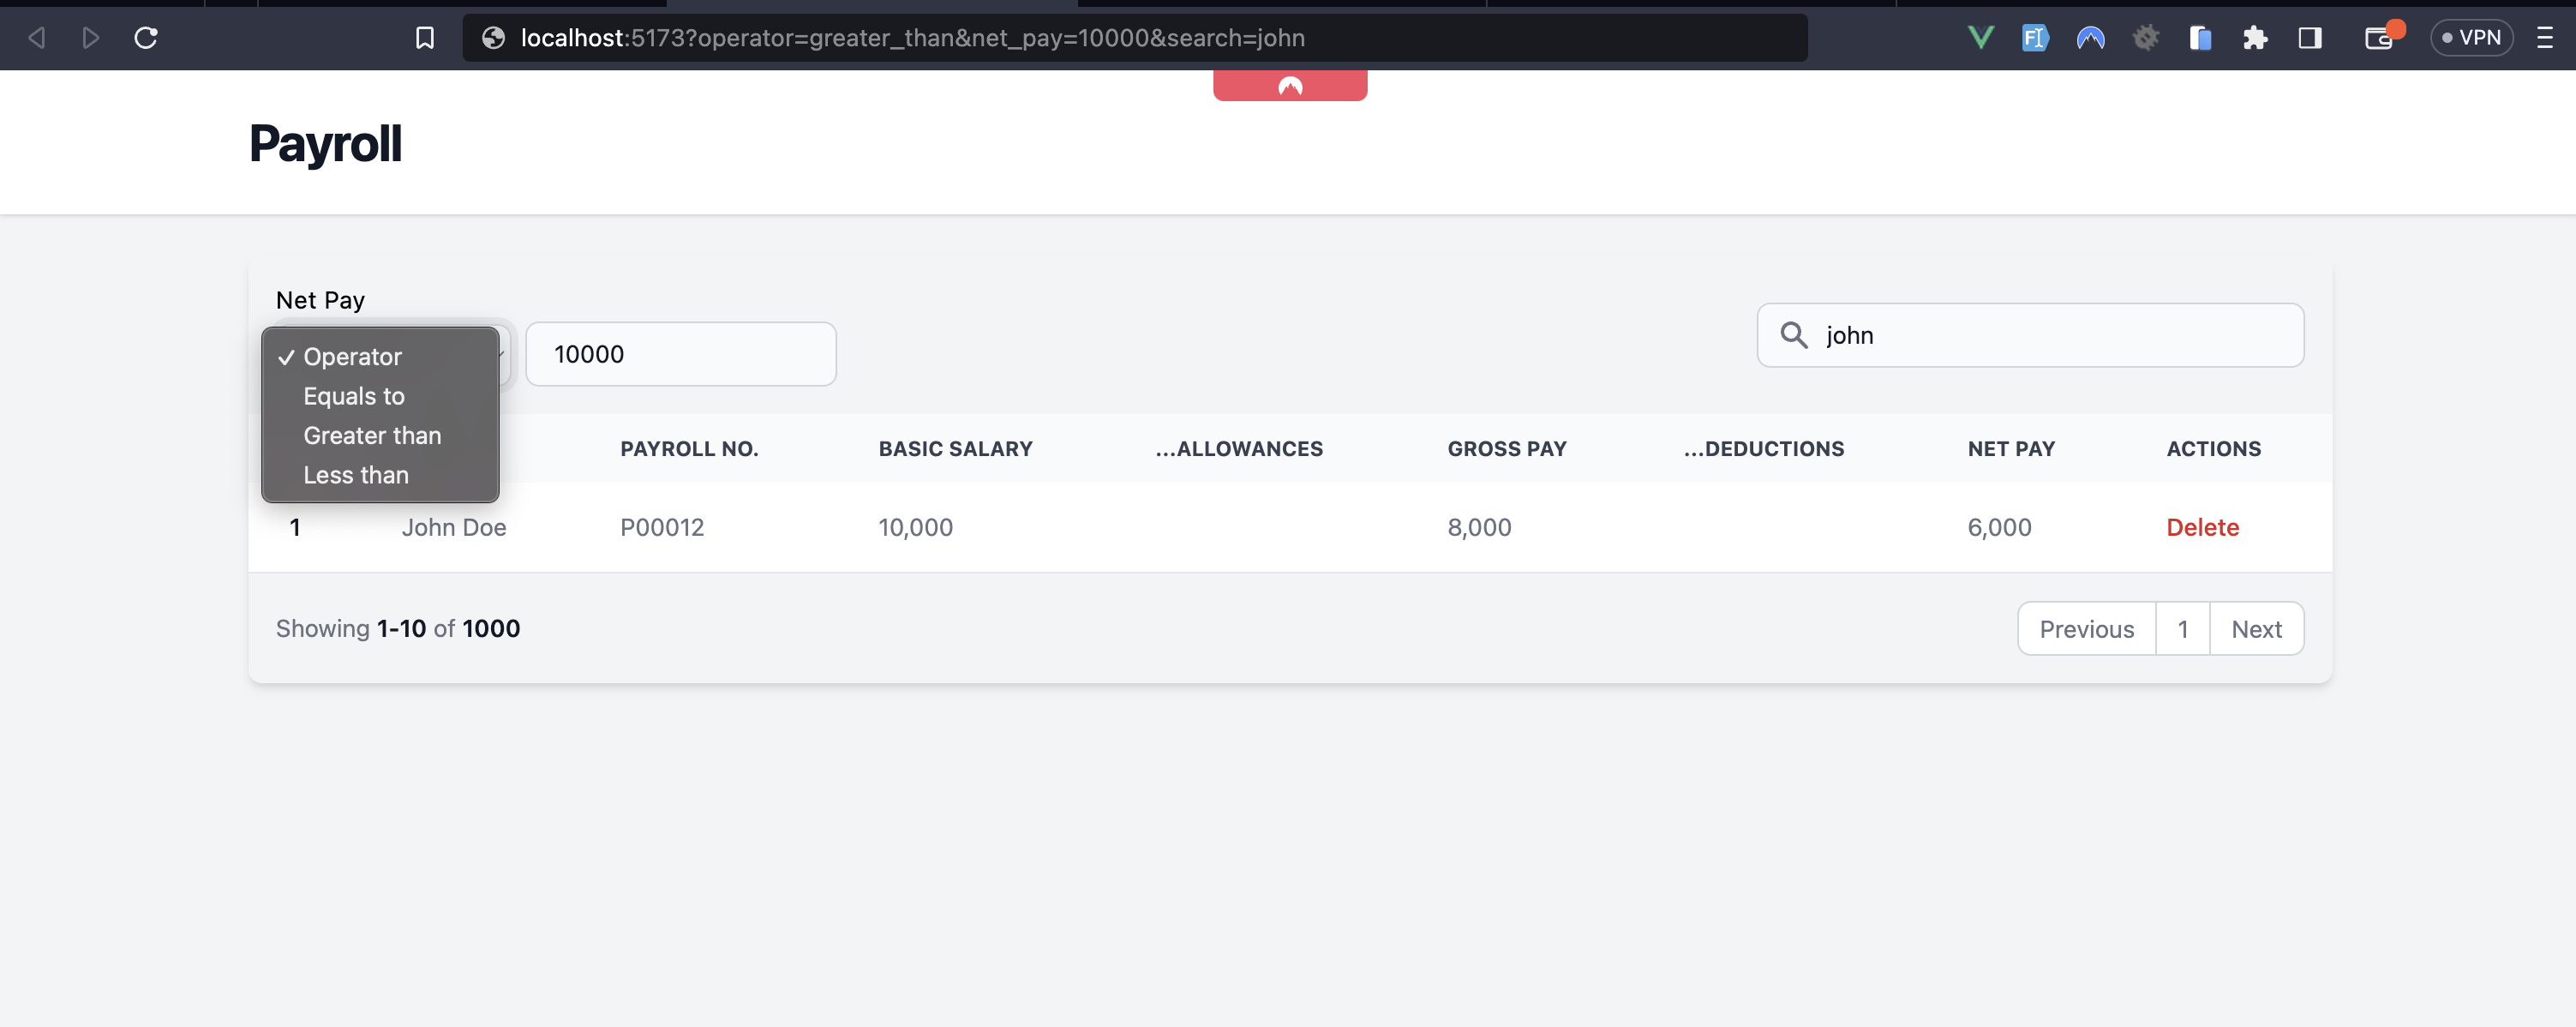 localhost:5173?operator=greater_than&net_pay=10000&search=john
VPN
Payroll
Net Pay
✓ Operator
Equals to
Greater than
Less than
10000
john
PAYROLL NO. BASIC SALARY ...ALLOWANCES GROSS PAY ...DEDUCTIONS NET PAY ACTIONS
1 John Doe P00012 10,000 8,000 6,000 Delete
Showing 1-10 of 1000
Previous 1 Next